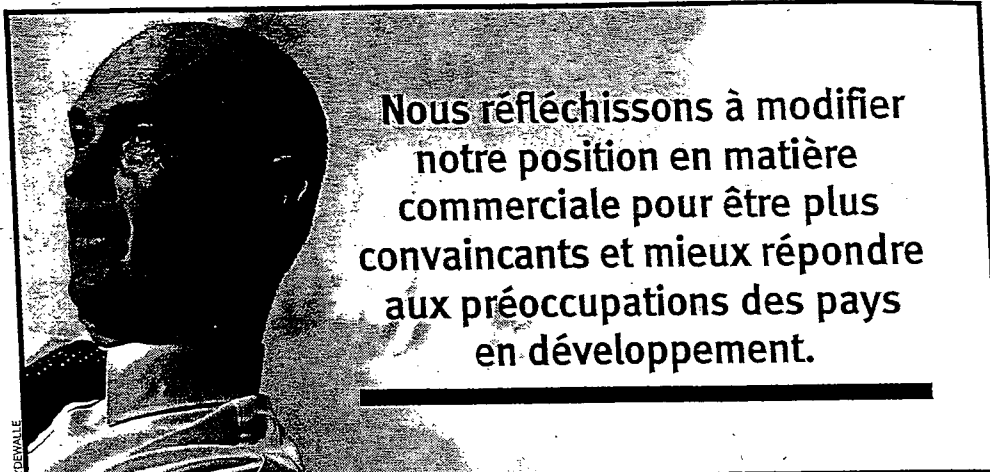 Nous réfléchissons à modifier
notre position en matière
commerciale pour être plus
convaincants et mieux répondre
aux préoccupations des pays
en développement.